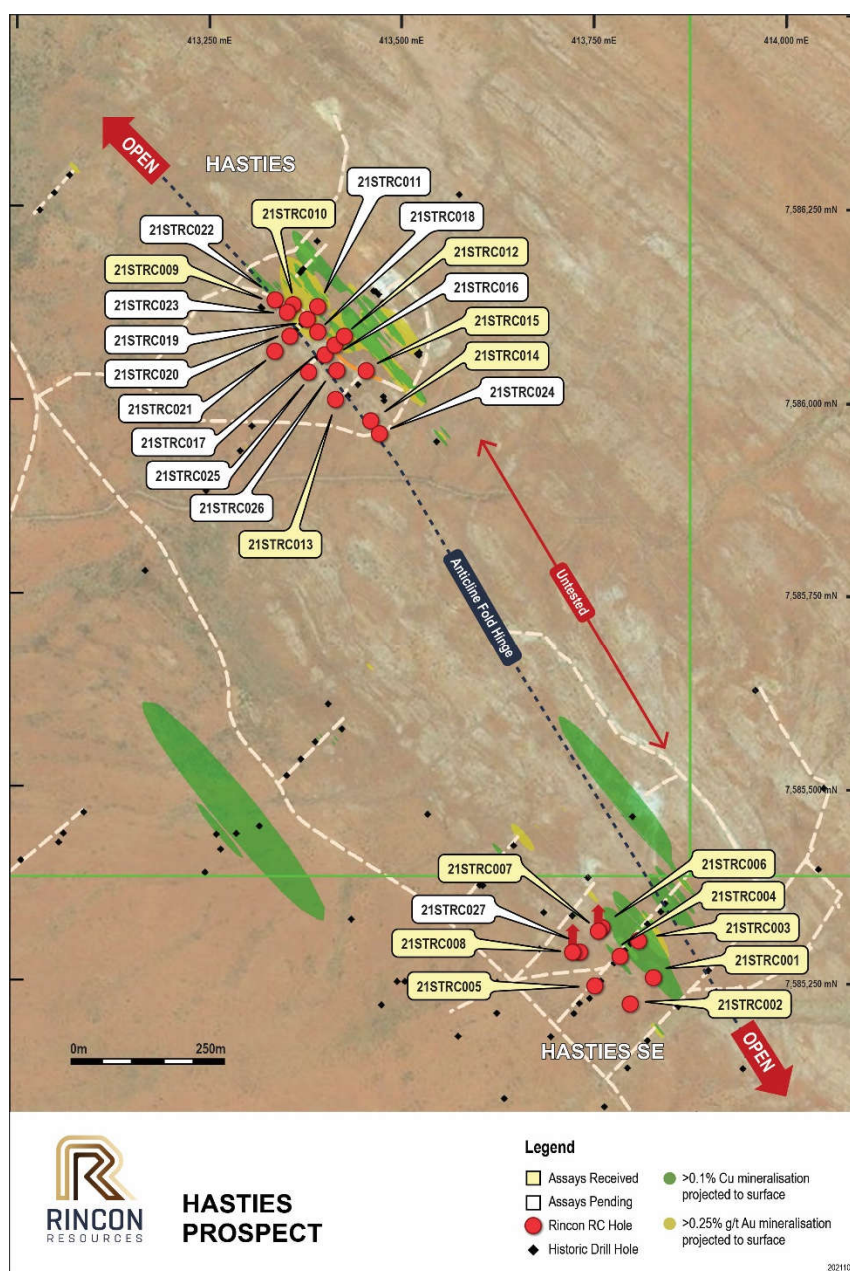 413,250 mE
413,500 mE
413,750 mE
414,000 mE
OPEN
HASTIES
21STRC011
21STRC010
21STRC018
7,586,250 mN
21STRC022
21STRC012
21STRC009
21STRC016
21STRC023
21STRC015
21STRC019
21STRC014
21STRC020
21STRC024
7,586,000 mN
21STRC021
21STRC017
21STRC025
21STRC026
21STRC013
Untested
Anticline Fold Hinge
7,585,750 mN
7,585,500 mN
21STRC007
21STRC006
21STRC004
21STRC027
21STRC003
21STRC008
21STRC001
21STRC005
21STRC002
7,585,250 mN
0m
250m
HASTIES SE
OPEN
RINCON
RESOURCES
HASTIES
PROSPECT
Legend
Assays Received
Assays Pending
Rincon RC Hole
Historic Drill Hole
>0.1% Cu mineralisation
projected to surface
>0.25% g/t Au mineralisation
projected to surface
202110